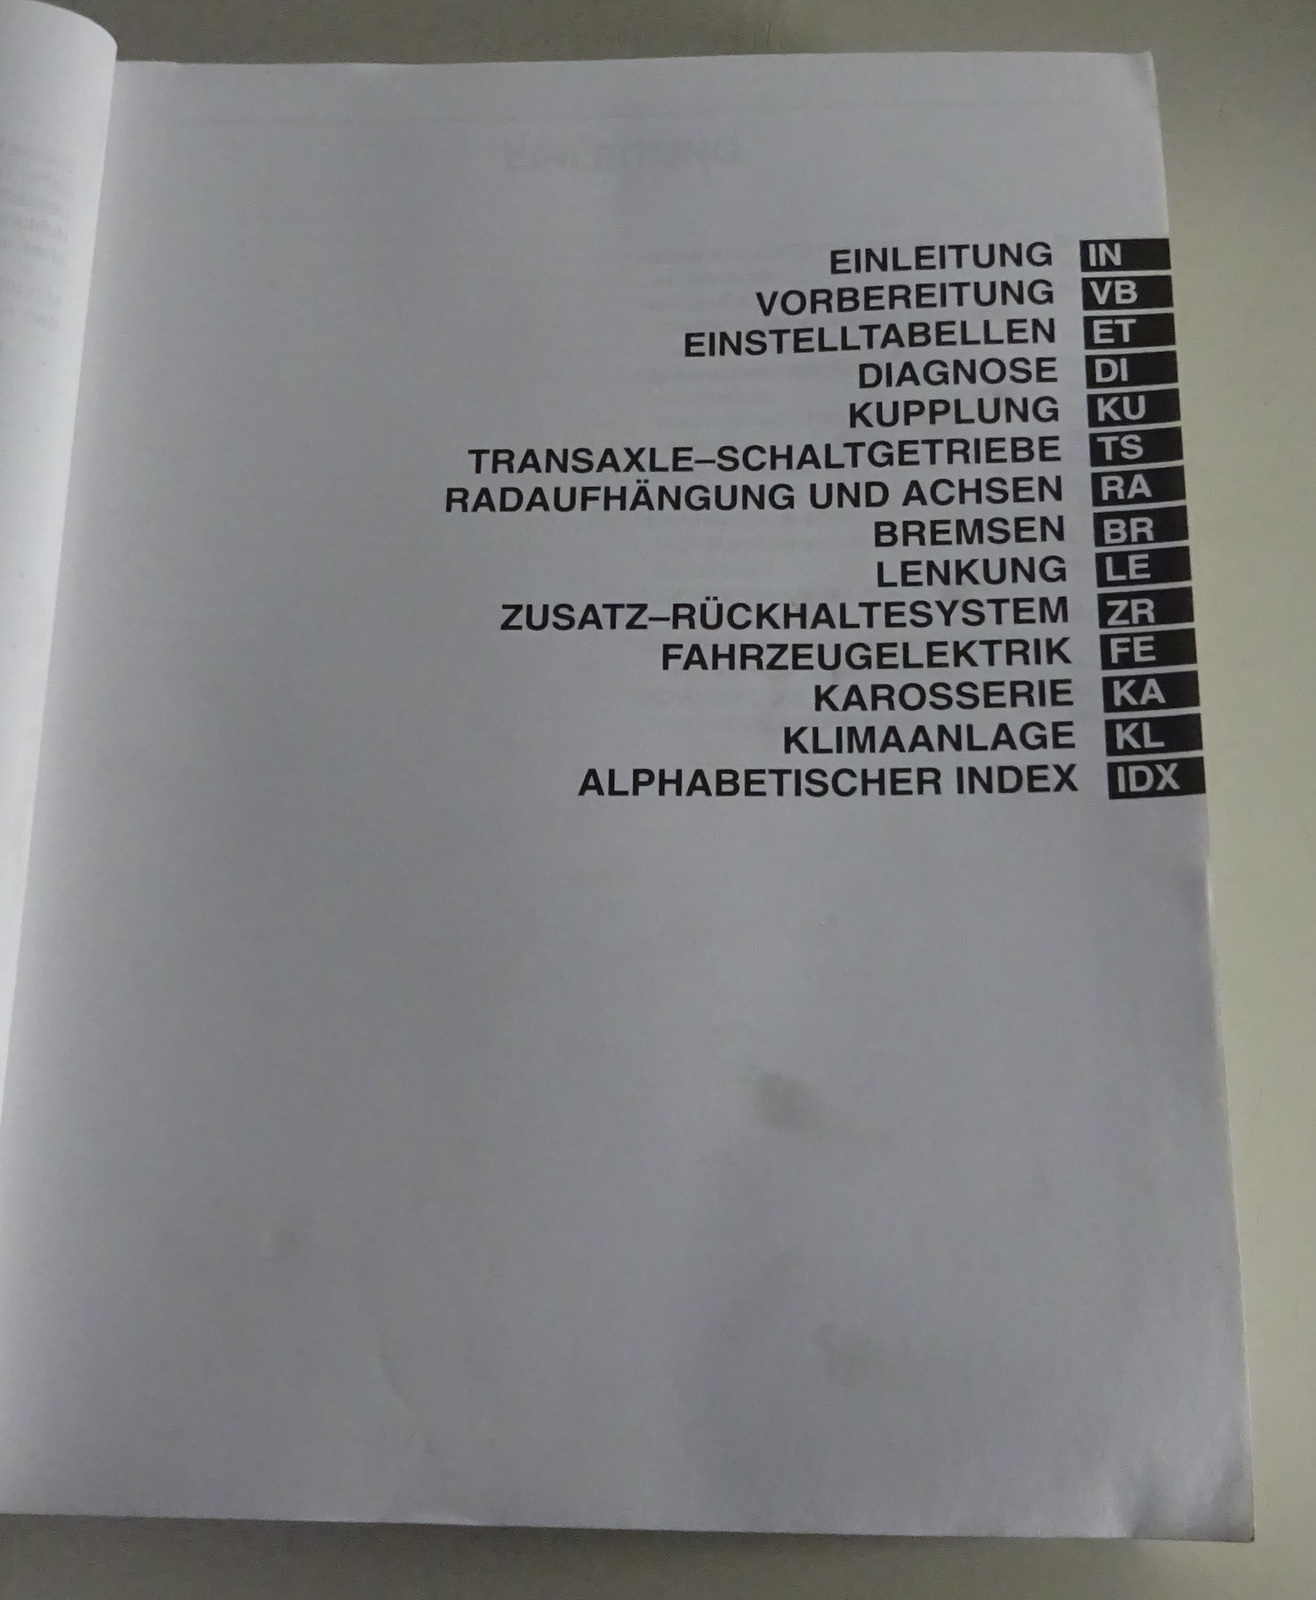 EINLEITUNG IN
VORBEREITUNG VB
EINSTELLTABELLEN ET
DIAGNOSE DI
KUPPLUNG KU
TRANSAXLE–SCHALTGETRIEBE TS
RADAUFHÄNGUNG UND ACHSEN RA
BREMSEN BR
LENKUNG LE
ZUSATZ–RÜCKHALTESYSTEM ZR
FAHRZEUGELEKTRIK FE
KAROSSERIE KA
KLIMAANLAGE KL
ALPHABETISCHER INDEX IDX